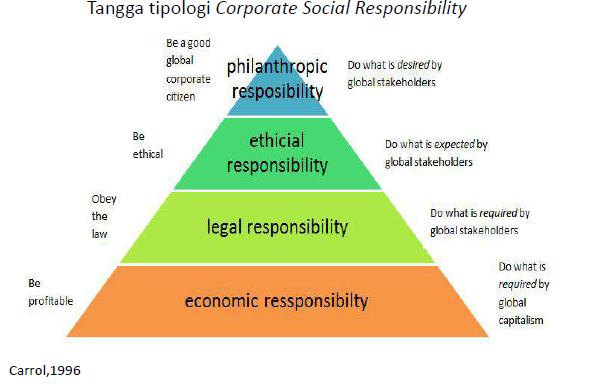 Tangga tipologi Corporate Social Responsibility
Be a good
global
corporate
citizen
philanthropic
resposibility
Do what is desired by
global stakeholders
Be
ethical
ethicial
responsibility
Do what is expected by
global stakeholders
Obey
the
law
legal responsibility
Do what is required by
global stakeholders
Be
profitable
economic ressponsibilty
Do what is
required by
global
capitalism
Carrol,1996